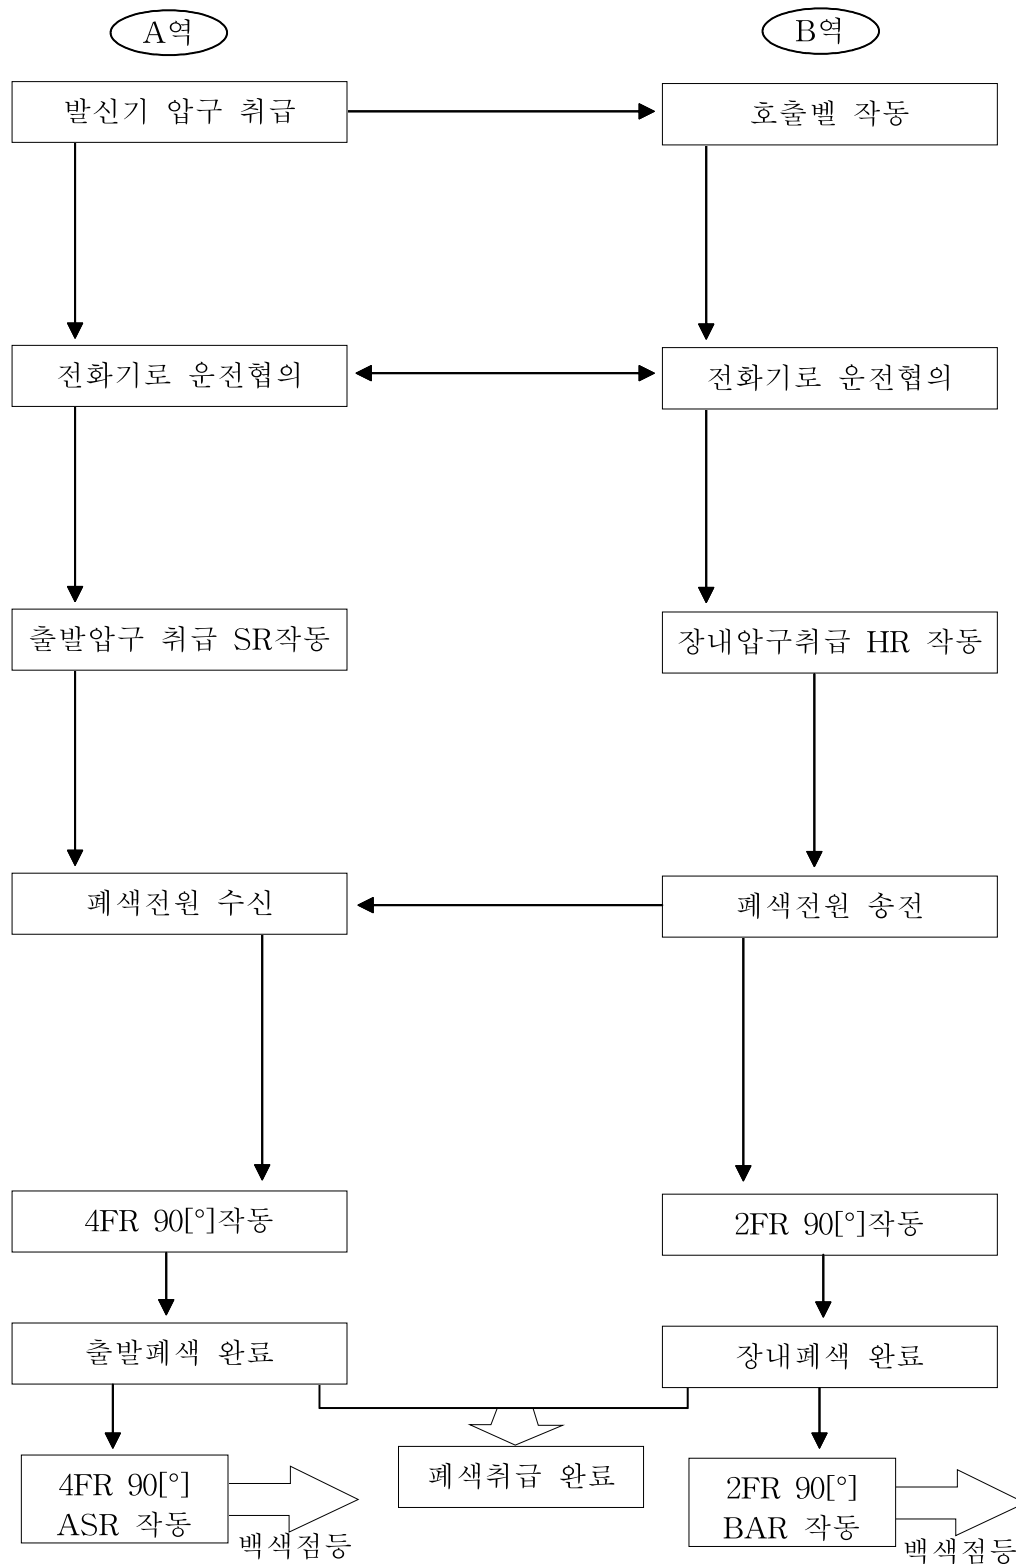 A역
B역
발신기 압구 취급
호출벨 작동
전화기로 운전협의
전화기로 운전협의
출발압구 취급 SR작동
장내압구취급 HR 작동
폐색전원 수신
폐색전원 송전
4FR 90[°]작동
2FR 90[°]작동
출발폐색 완료
장내폐색 완료
4FR 90[°]
ASR 작동
백색점등
폐색취급 완료
2FR 90[°]
BAR 작동
백색점등